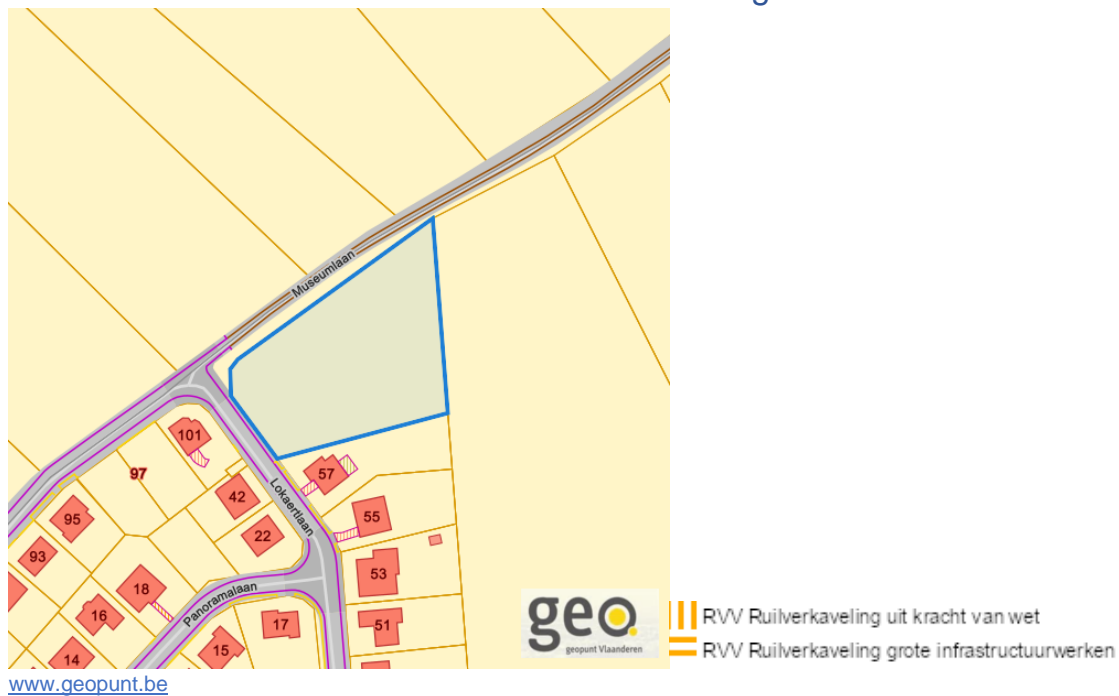 Museumlaan
101
97
57
42
Lokaertlaan
95
55
22
93
53
18
Panoramalaan
16
17
51
15
14
geo.
geopunt Vlaanderen
RVV Ruilverkaveling uit kracht van wet
RVV Ruilverkaveling grote infrastructuurwerken
www.geopunt.be